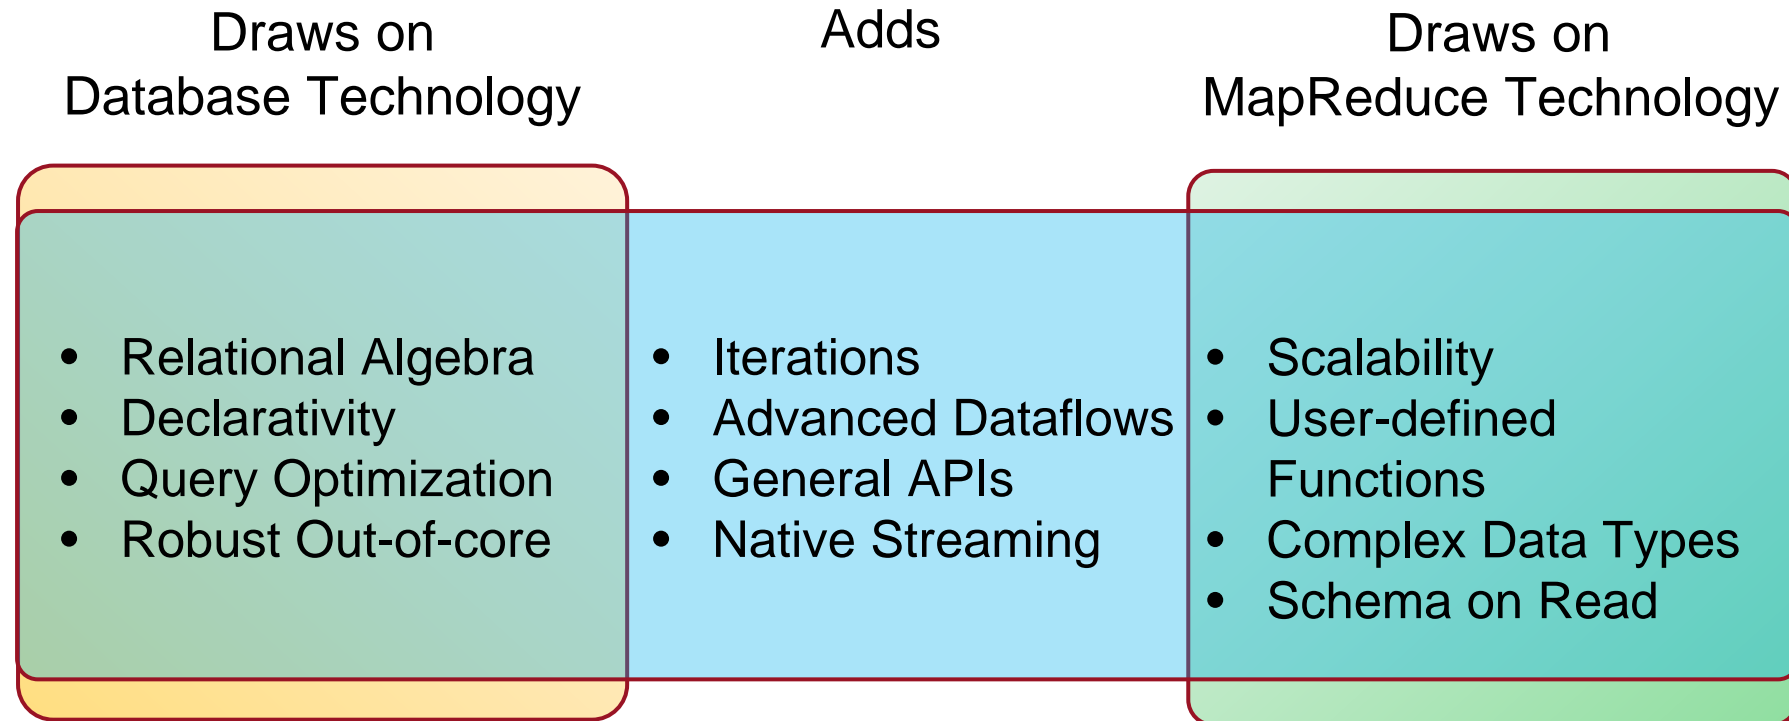 Draws on
Database Technology
Adds
Draws on
MapReduce Technology
• Relational Algebra
• Declarativity
• Query Optimization
• Robust Out-of-core
• Iterations
• Advanced Dataflows
• General APIs
• Native Streaming
• Scalability
• User-defined
Functions
• Complex Data Types
• Schema on Read